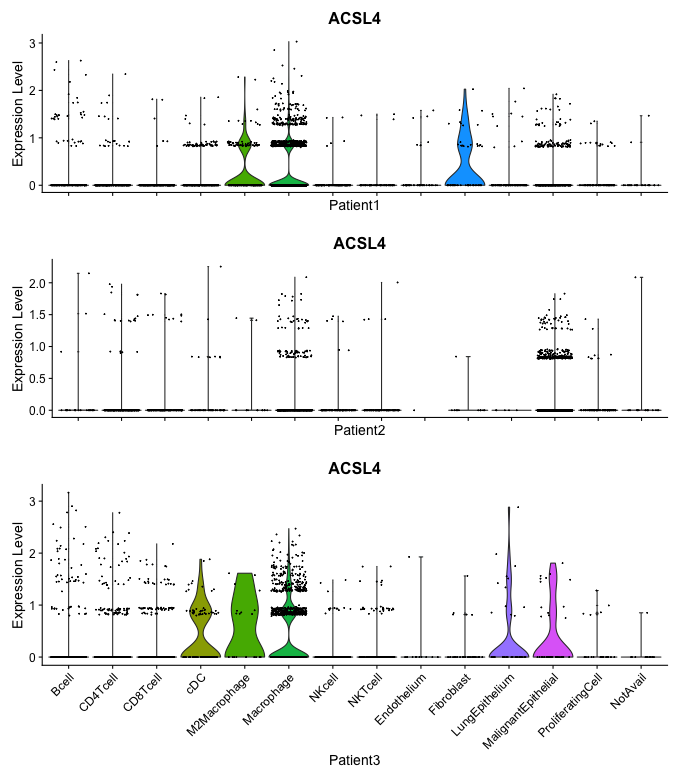 ACSL4
Expression Level
3
2
1
0
Patient1
ACSL4
Expression Level
2.0
1.5
1.0
0.5
0.0
Patient2
ACSL4
Expression Level
3
2
1
0
Bcell
CD4Tcell
CD8Tcell
cDC
M2Macrophage
Macrophage
NKcell
NKTcell
Endothelium
Fibroblast
LungEpithelium
MalignantEpithelial
ProliferatingCell
NotAvail
Patient3